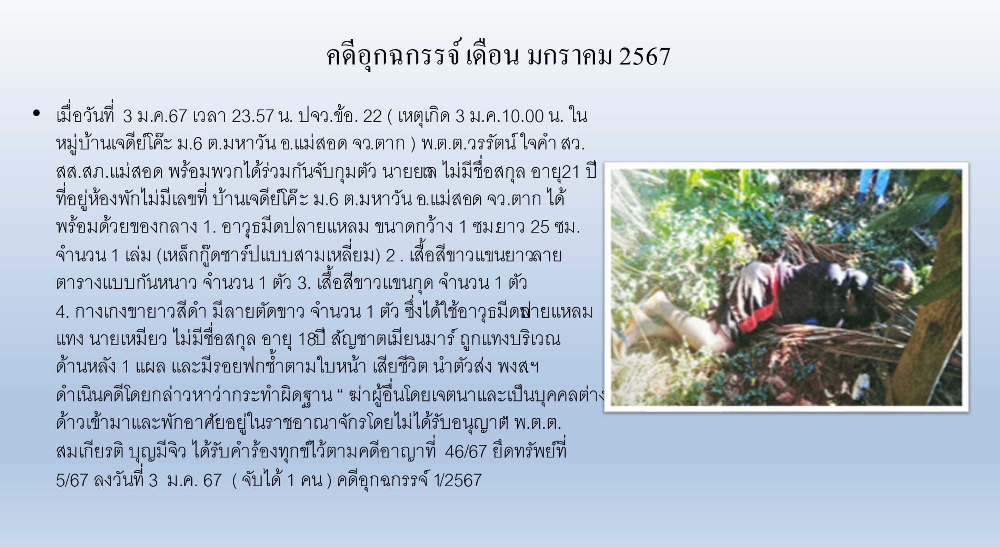 คดีอุกฉกรรจ์ เดือน มกราคม 2567
• เมื่อวันที่ 3 ม.ค.67 เวลา 23.57 น. ปจว.ข้อ. 22 ( เหตุเกิด 3 ม.ค.10.00 น. ใน
หมู่บ้านเจดีย์โค๊ะ ม.6 ต.มหาวัน อ.แม่สอด จว.ตาก ) พ.ต.ต.วรรัตน์ ใจคำ สว.
สส.สภ.แม่สอด พร้อมพวกได้ร่วมกันจับกุมตัว ไม่มีชื่อสกุล อายุ21 ปี
ที่อยู่ห้องพักไม่มีเลขที่ บ้านเจดีย์โค๊ะ ม.6 ต.มหาวัน อ.แม่สอด จว.ตาก ได้
พร้อมด้วยของกลาง 1. อาวุธมีดปลายแหลม ขนาดกว้าง 1 ซม.ยาว 25 ซม.
จำนวน 1 เล่ม (เหล็กกู๊ดชาร์ปแบบสามเหลี่ยม) 2 . เสื้อสีขาวแขนยาวลาย
ตารางแบบกันหนาว จำนวน 1 ตัว 3. เสื้อสีขาวแขนกุด จำนวน 1 ตัว
4. กางเกงขายาวสีดำ มีลายตัดขาว จำนวน 1 ตัว ซึ่งได้ใช้อาวุธมีดปลายแหลม
แทง นายเหมียว ไม่มีชื่อสกุล อายุ 18ปี สัญชาตเมียนมาร์ ถูกแทงบริเวณ
ด้านหลัง 1 แผล และมีรอยฟกช้ำตามใบหน้า เสียชีวิต นำตัวส่ง พงส.ฯ
ดำเนินคดีโดยกล่าวหาว่ากระทำผิดฐาน “ ฆ่าผู้อื่นโดยเจตนาและเป็นบุคคลต่าง
ด้าวเข้ามาและพักอาศัยอยู่ในราชอาณาจักรโดยไม่ได้รับอนุญาต” พ.ต.ต.
สมเกียรติ บุญมีจิว ได้รับคำร้องทุกข์ไว้ตามคดีอาญาที่ 46/67 ยึดทรัพย์ที่
5/67 ลงวันที่ 3 ม.ค. 67 ( จับได้ 1 คน ) คดีอุกฉกรรจ์ 1/2567